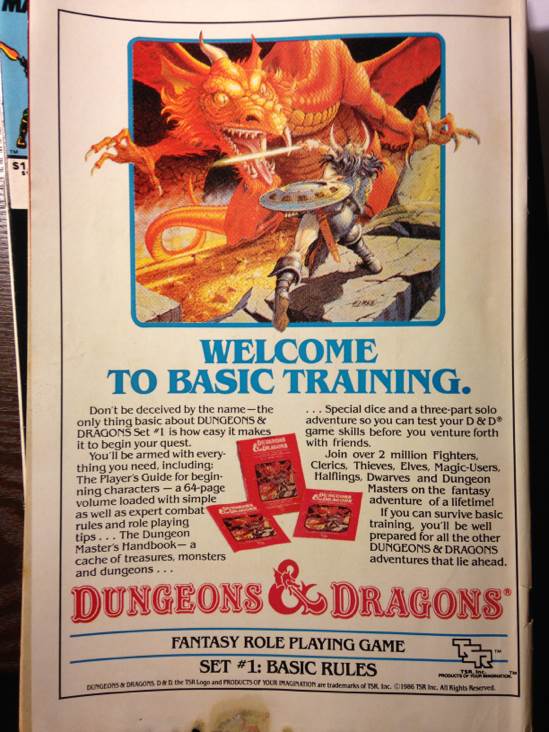 $1
ELMORE
WELCOME
TO BASIC TRAINING.
Don't be deceived by the name—the
only thing basic about DUNGEONS &
DRAGONS Set #1 is how easy it makes
it to begin your quest.
You'll be armed with every-
thing you need, including:
The Player's Guide for begin-
ning characters — a 64-page
volume loaded with simple
as well as expert combat
rules and role playing
tips . . . The Dungeon
Master's Handbook— a
cache of treasures, monsters
and dungeons . . .
. . . Special dice and a three-part solo
adventure so you can test your D & D®
game skills before you venture forth
with friends.
Join over 2 million Fighters,
Clerics, Thieves, Elves, Magic-Users,
Halflings, Dwarves and Dungeon
Masters on the fantasy
adventure of a lifetime!
If you can survive basic
training, you'll be well
prepared for all the other
DUNGEONS & DRAGONS
adventures that lie ahead.
DUNGEONS & DRAGONS®
FANTASY ROLE PLAYING GAME
SET #1: BASIC RULES
TSR™
TSR, Inc.
PRODUCTS OF YOUR IMAGINATION™
DUNGEONS & DRAGONS, D & D, the TSR Logo and PRODUCTS OF YOUR IMAGINATION are trademarks of TSR, Inc. ©1986 TSR Inc. All Rights Reserved.